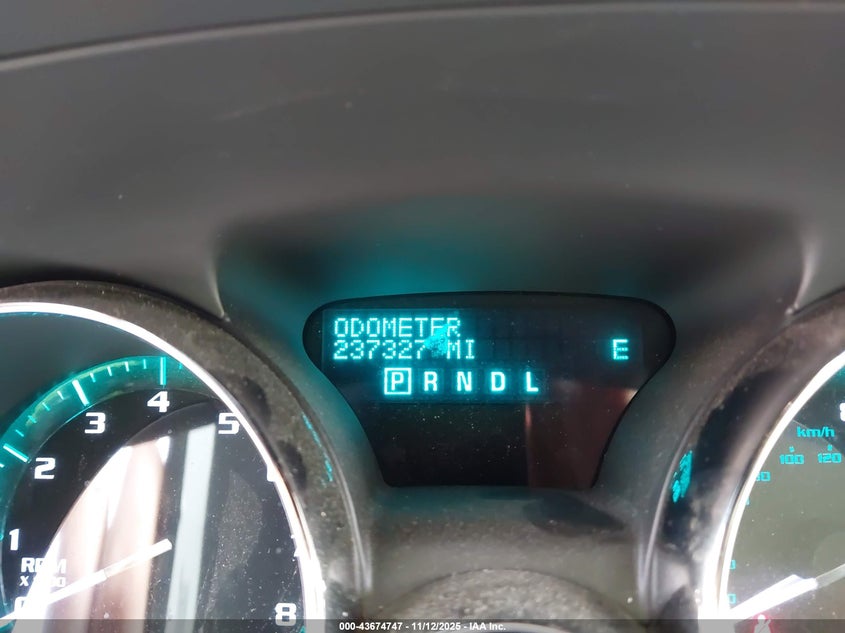 ODOMETER
237327 MI E
P R N D L
1 2 3 4 5 8
RPM
km/h
100 120
000-43674747 - 11/12/2025 - IAA Inc.